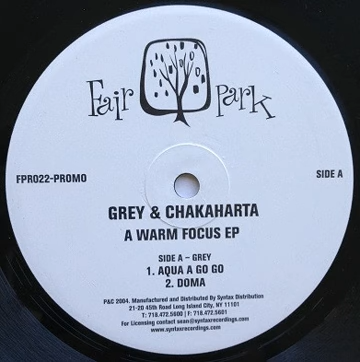 Fair Park
FPR022-PROMO
SIDE A
GREY & CHAKAHARTA
A WARM FOCUS EP
SIDE A – GREY
1. AQUA A GO GO
2. DOMA
P&C 2004. Manufactured and Distributed By Syntax Distribution
21-20 45th Road Long Island City, NY 11101
T: 718.472.5600 | F: 718.472.5601
For Licensing contact sean@syntaxrecordings.com
www.syntaxrecordings.com